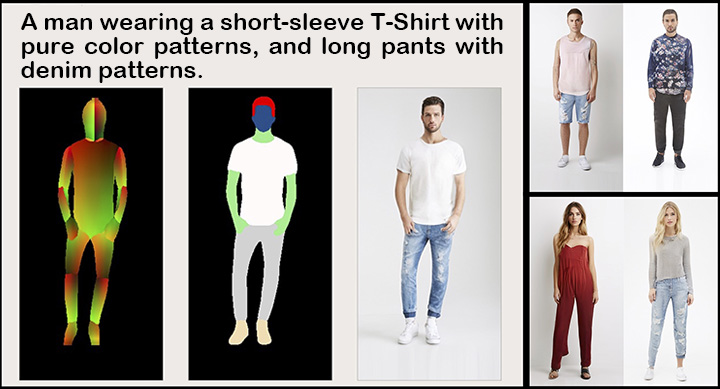 A man wearing a short-sleeve T-Shirt with
pure color patterns, and long pants with
denim patterns.